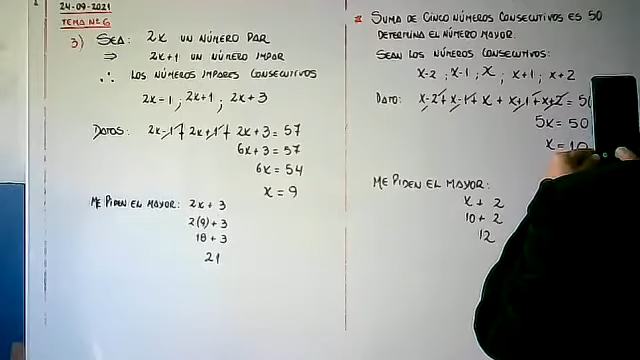 24-09-2021
TEMA Nº6
3) SEA: 2x UN NÚMERO PAR
⇒ 2x+1 UN NÚMERO IMPAR
∴ LOS NÚMEROS IMPARES CONSECUTIVOS
2x-1 ; 2x+1 ; 2x+3
DATOS: 2x-1 + 2x+1 + 2x+3 = 57
6x+3 = 57
6x = 54
x = 9
ME PIDEN EL MAYOR: 2x + 3
2(9) + 3
18 + 3
21
SUMA DE CINCO NÚMEROS CONSECUTIVOS ES 50
DETERMINA EL NÚMERO MAYOR.
SEAN LOS NÚMEROS CONSECUTIVOS:
x-2 ; x-1 ; x ; x+1 ; x+2
DATO: x-2 + x-1 + x + x+1 + x+2 = 5
5x = 50
x = 10
ME PIDEN EL MAYOR:
x + 2
10 + 2
12